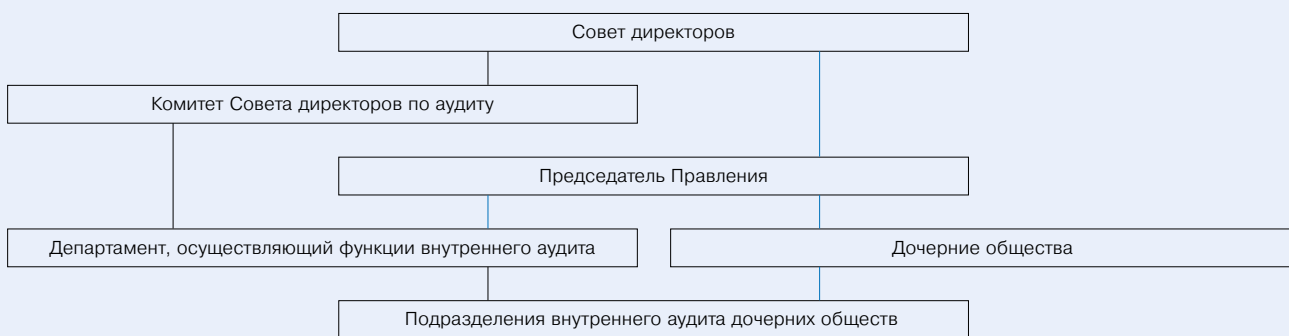 Совет директоров
Комитет Совета директоров по аудиту
Председатель Правления
Департамент, осуществляющий функции внутреннего аудита
Дочерние общества
Подразделения внутреннего аудита дочерних обществ